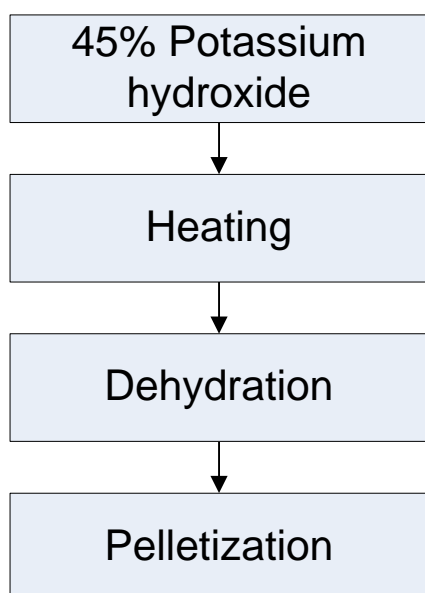 45% Potassium
hydroxide
Heating
Dehydration
Pelletization